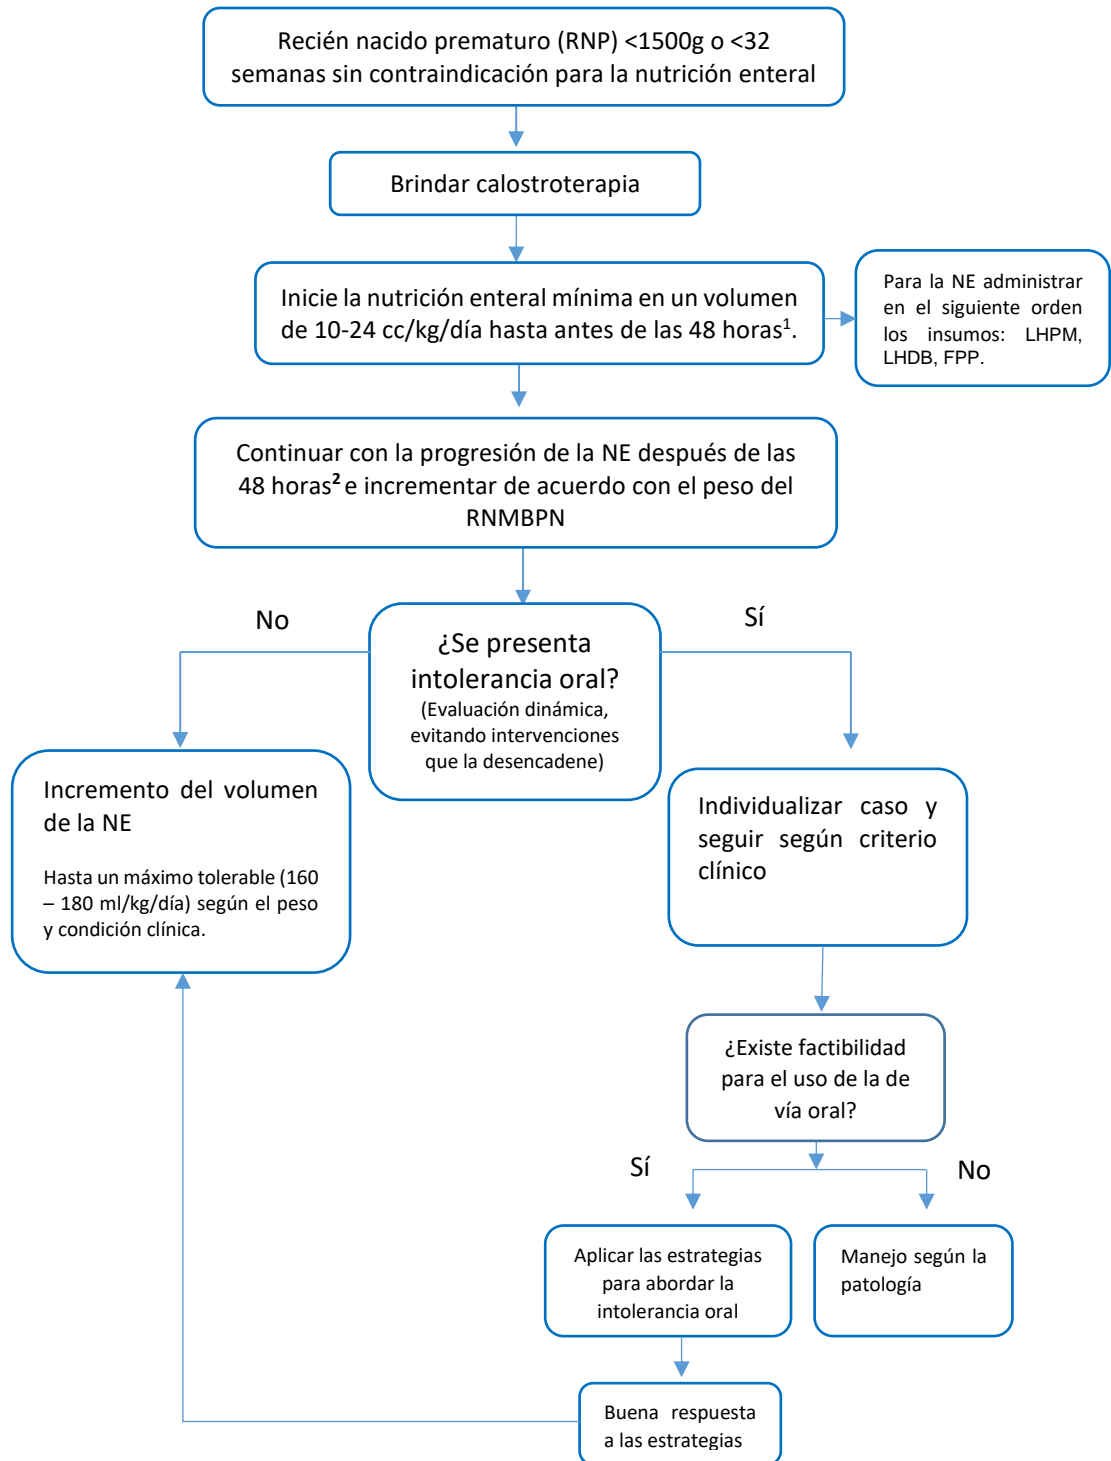 Recién nacido prematuro (RNP) <1500g o <32
semanas sin contraindicación para la nutrición enteral
Brindar calostroterapia
Inicie la nutrición enteral mínima en un volumen
de 10-24 cc/kg/día hasta antes de las 48 horas¹.
Para la NE administrar
en el siguiente orden
los insumos: LHPM,
LHDB, FPP.
Continuar con la progresión de la NE después de las
48 horas² e incrementar de acuerdo con el peso del
RNMBPN
No
Sí
¿Se presenta
intolerancia oral?
(Evaluación dinámica,
evitando intervenciones
que la desencadene)
Incremento del volumen
de la NE
Hasta un máximo tolerable (160
– 180 ml/kg/día) según el peso
y condición clínica.
Individualizar caso y
seguir según criterio
clínico
¿Existe factibilidad
para el uso de la de
vía oral?
Sí
No
Aplicar las estrategias
para abordar la
intolerancia oral
Manejo según la
patología
Buena respuesta
a las estrategias